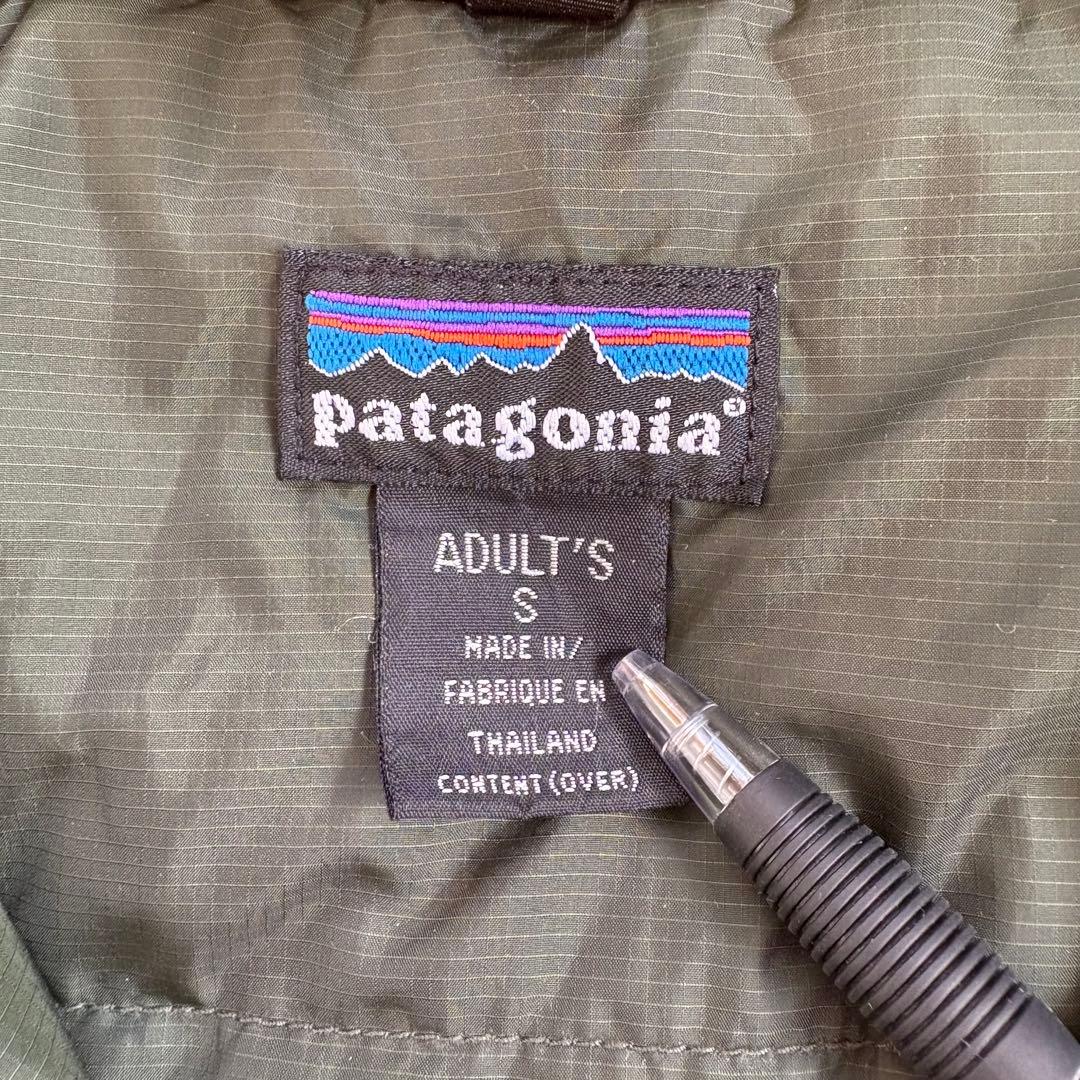 patagonia®
ADULT'S
S
MADE IN/
FABRIQUE EN
THAILAND
CONTENT (OVER)